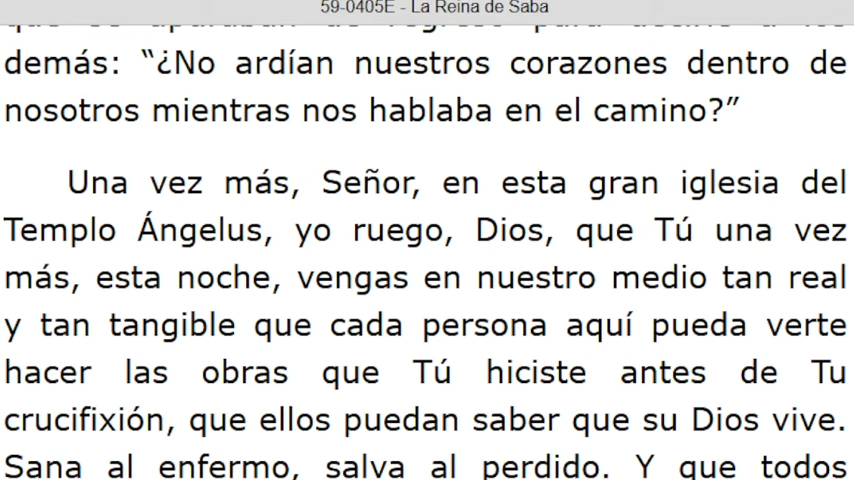 59-0405E - La Reina de Saba
demás: “¿No ardían nuestros corazones dentro de
nosotros mientras nos hablaba en el camino?”
Una vez más, Señor, en esta gran iglesia del
Templo Ángelus, yo ruego, Dios, que Tú una vez
más, esta noche, vengas en nuestro medio tan real
y tan tangible que cada persona aquí pueda verte
hacer las obras que Tú hiciste antes de Tu
crucifixión, que ellos puedan saber que su Dios vive.
Sana al enfermo, salva al perdido. Y que todos